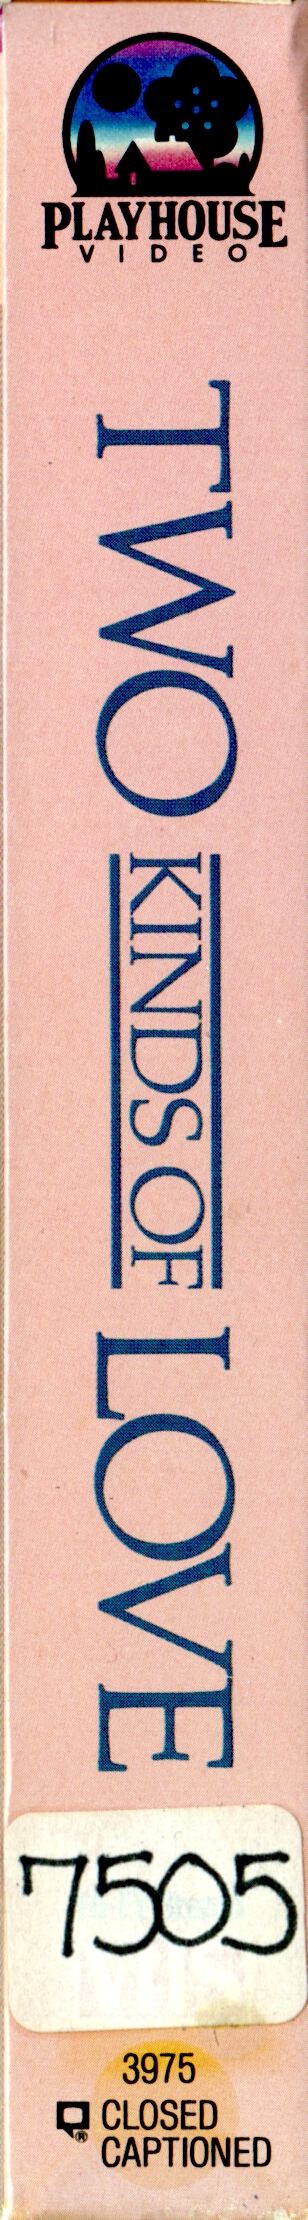 PLAYHOUSE
VIDEO
TWO KINDS OF LOVE
7505
3975
CLOSED
CAPTIONED